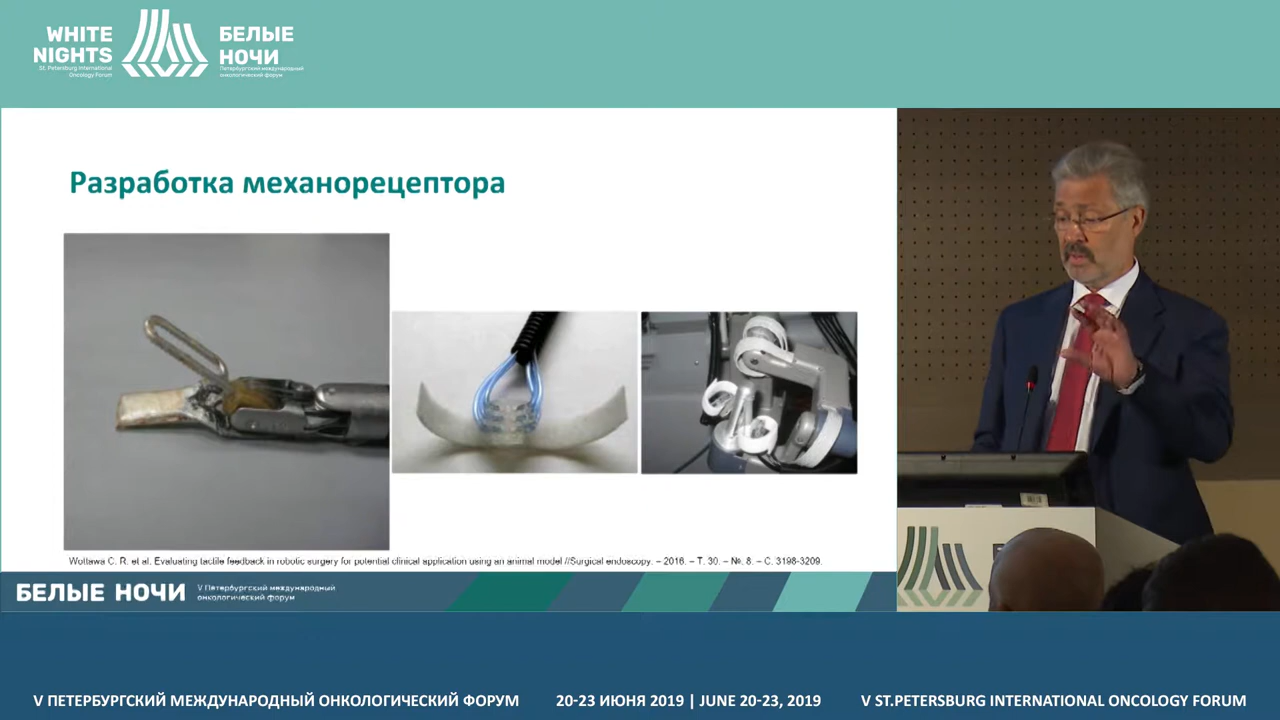 WHITE
NIGHTS
St. Petersburg International
Oncology Forum
БЕЛЫЕ
НОЧИ
Петербургский международный
онкологический форум
Разработка механорецептора
Wottawa C. R. et al. Evaluating tactile feedback in robotic surgery for potential clinical application using an animal model //Surgical endoscopy. – 2016. – Т. 30. – №. 8. – С. 3198-3209.
БЕЛЫЕ НОЧИ
V Петербургский международный
онкологический форум
V ПЕТЕРБУРГСКИЙ МЕЖДУНАРОДНЫЙ ОНКОЛОГИЧЕСКИЙ ФОРУМ
20-23 ИЮНЯ 2019 | JUNE 20-23, 2019
V ST.PETERSBURG INTERNATIONAL ONCOLOGY FORUM